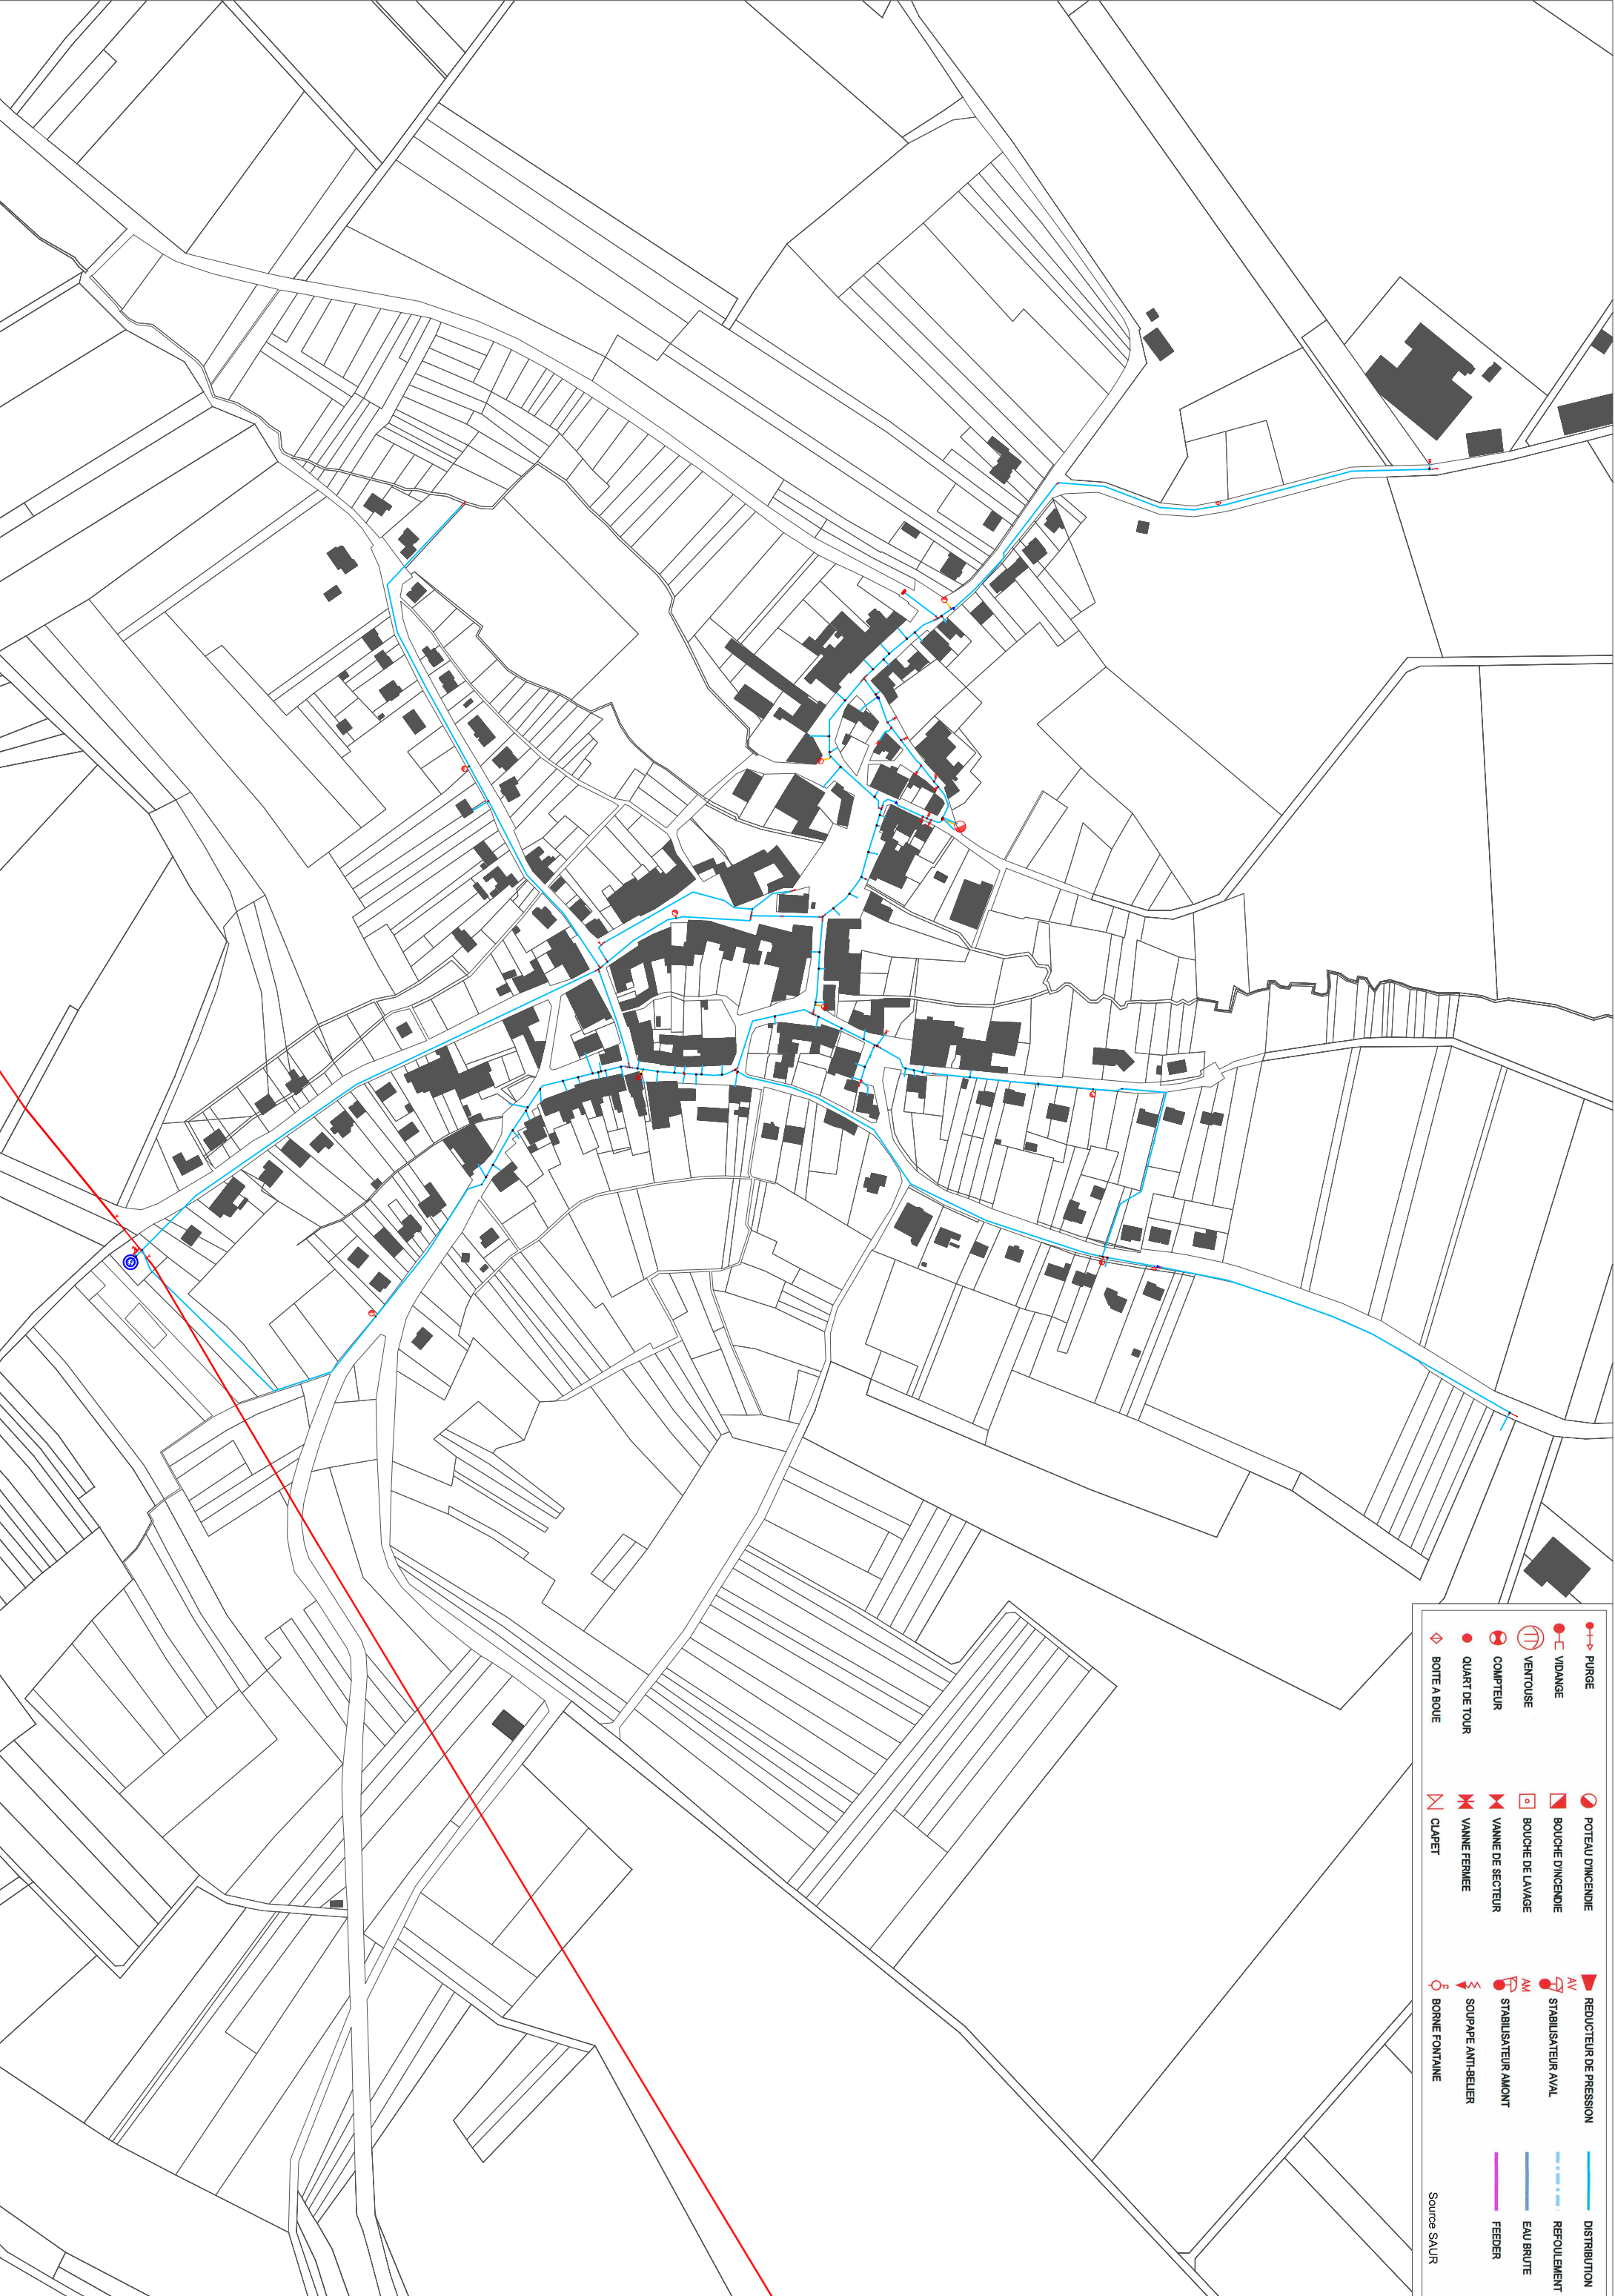 PURGE
VIDANGE
VENTOUSE
COMPTEUR
QUART DE TOUR
BOITE A BOUE
POTEAU D'INCENDIE
BOUCHE D'INCENDIE
BOUCHE DE LAVAGE
VANNE DE SECTEUR
VANNE FERMEE
CLAPET
REDUCTEUR DE PRESSION
AV STABILISATEUR AVAL
AM STABILISATEUR AMONT
SOUPAPE ANTI-BELIER
BORNE FONTAINE
DISTRIBUTION
REFOULEMENT
EAU BRUTE
FEEDER
Source SAUR